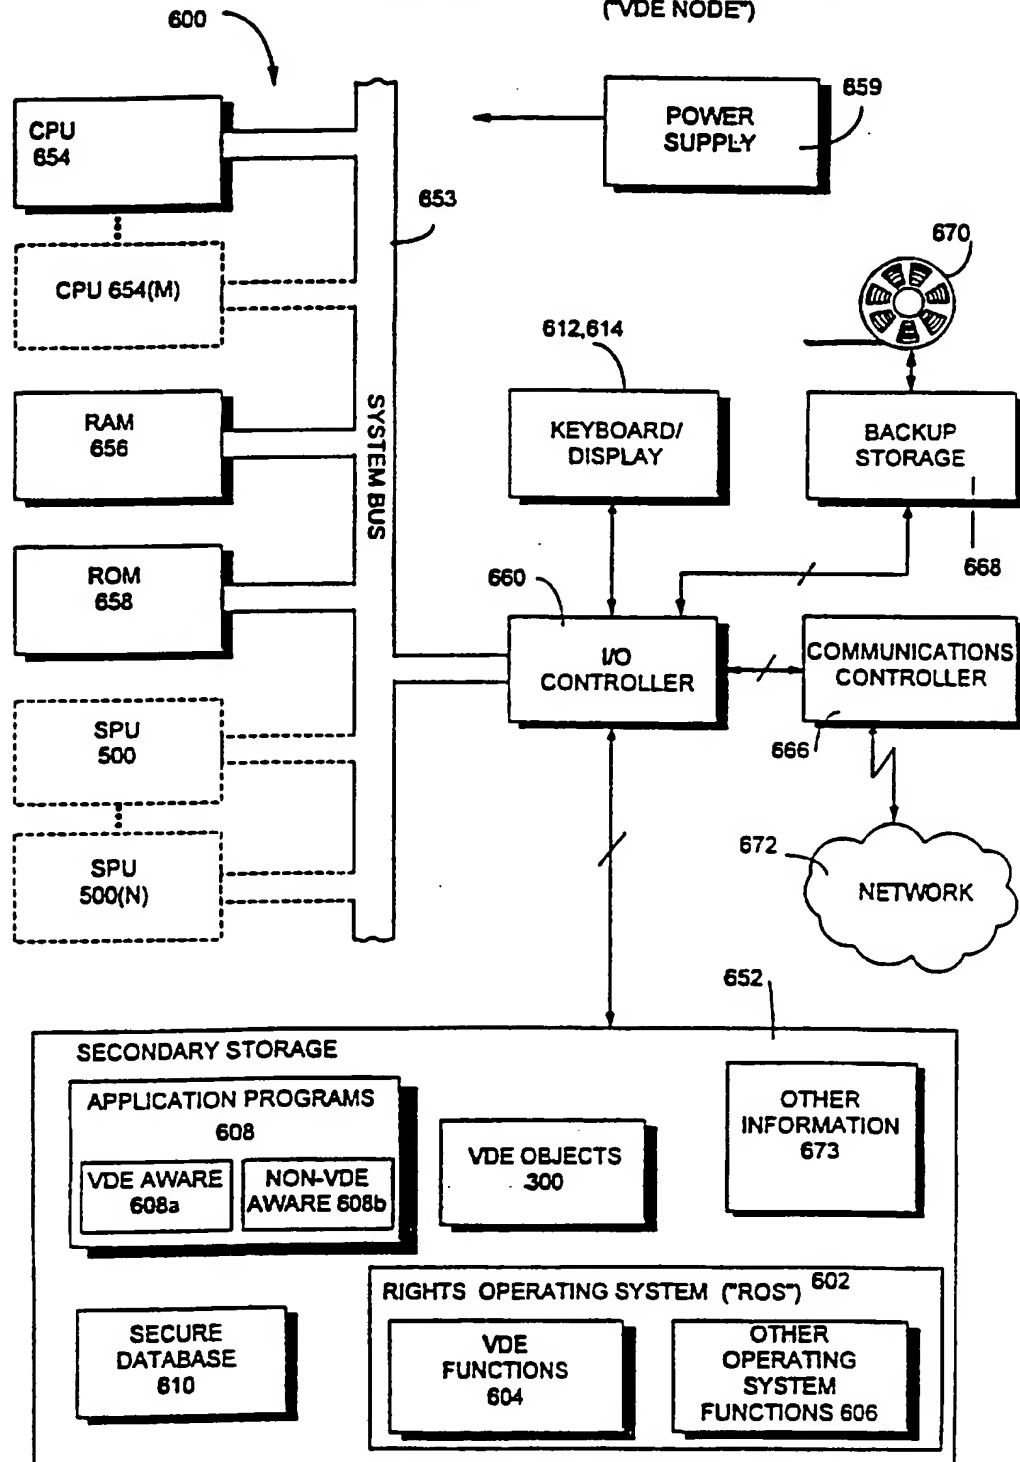 ("VDE NODE")
600
CPU
654
POWER
SUPPLY
659
653
CPU 654(M)
670
612,614
RAM
656
SYSTEM BUS
KEYBOARD/
DISPLAY
BACKUP
STORAGE
668
ROM
658
660
I/O
CONTROLLER
COMMUNICATIONS
CONTROLLER
666
SPU
500
SPU
500(N)
672
NETWORK
652
SECONDARY STORAGE
APPLICATION PROGRAMS
608
VDE AWARE
608a
NON-VDE
AWARE 608b
VDE OBJECTS
300
OTHER
INFORMATION
673
SECURE
DATABASE
610
RIGHTS OPERATING SYSTEM ("ROS") 602
VDE
FUNCTIONS
604
OTHER
OPERATING
SYSTEM
FUNCTIONS 606